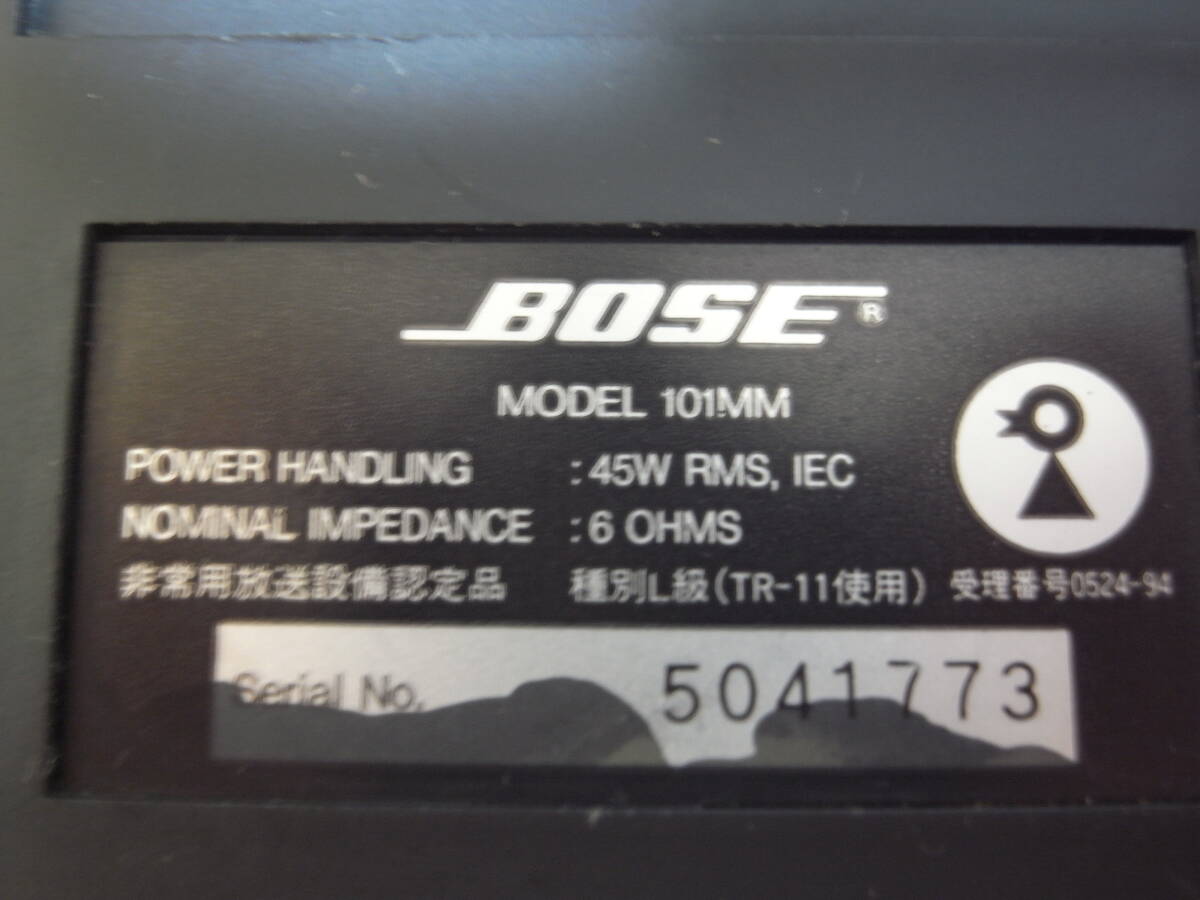 BOSE®
MODEL 101MM
POWER HANDLING : 45W RMS, IEC
NOMINAL IMPEDANCE : 6 OHMS
非常用放送設備認定品 種別L級(TR-11使用) 受理番号0524-94
Serial No. 5041773